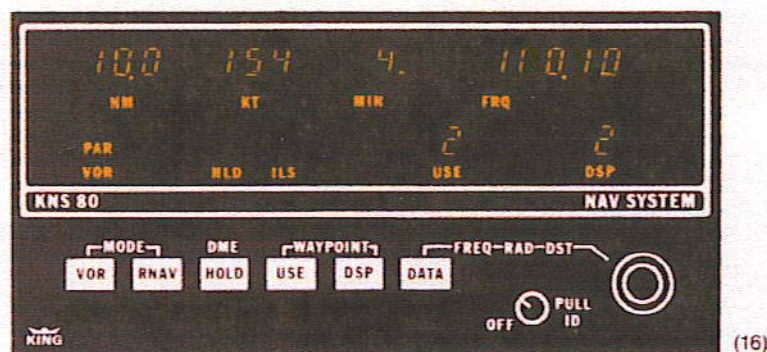 10.0 154 4. 110.10
NM KT MIN FRQ
2 2
PAR
VOR HLD ILS USE DSP
KNS 80 NAV SYSTEM
MODE DME WAYPOINT FREQ-RAD-DST
VOR RNAV HOLD USE DSP DATA
OFF PULL ID
KING
(16)